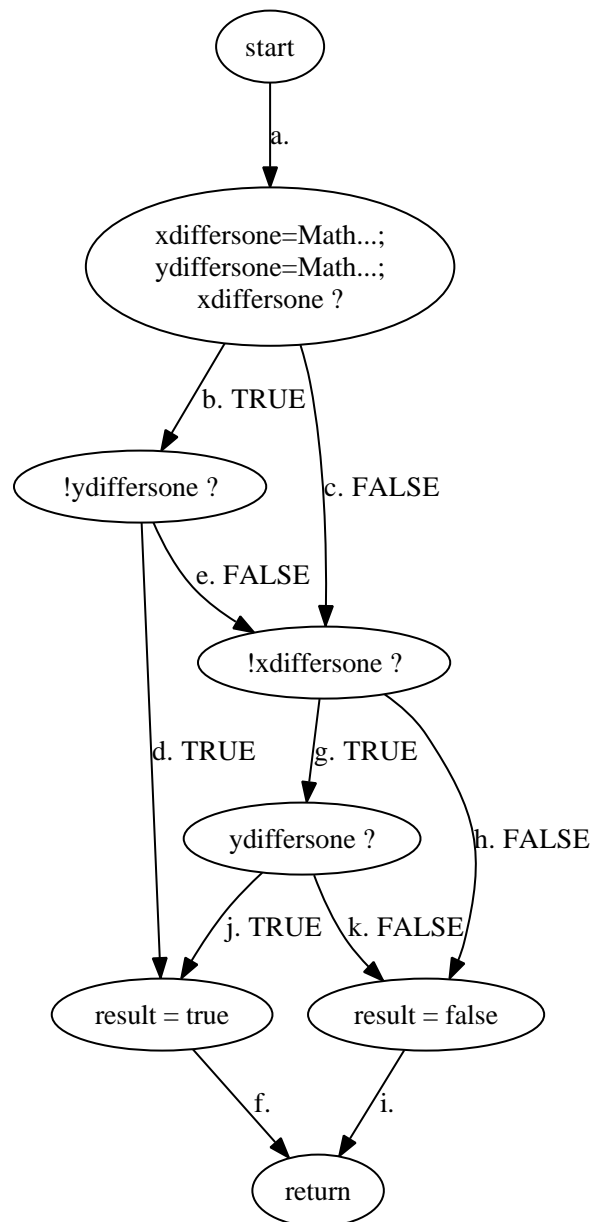 start
a.
xdiffersone=Math...;
ydiffersone=Math...;
xdiffersone ?
b. TRUE
!ydiffersone ?
c. FALSE
e. FALSE
!xdiffersone ?
d. TRUE
g. TRUE
ydiffersone ?
h. FALSE
j. TRUE
k. FALSE
result = true
result = false
f.
i.
return